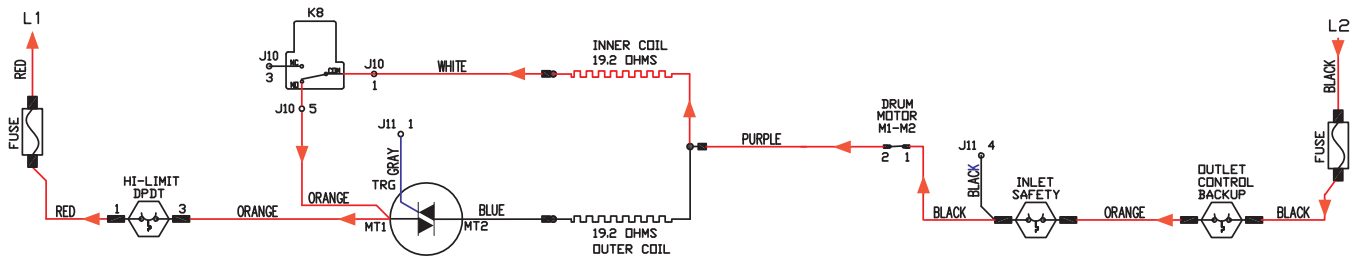 L1
RED
FUSE
RED
HI-LIMIT
DPDT
1
3
ORANGE
K8
J10
3
NC
COM
NO
J10
1
J10 5
WHITE
INNER COIL
19.2 OHMS
J11 1
GRAY
TRG
ORANGE
MT1
MT2
BLUE
19.2 OHMS
OUTER COIL
PURPLE
DRUM
MOTOR
M1-M2
2 1
BLACK
J11 4
BLACK
INLET
SAFETY
ORANGE
OUTLET
CONTROL
BACKUP
BLACK
L2
BLACK
FUSE